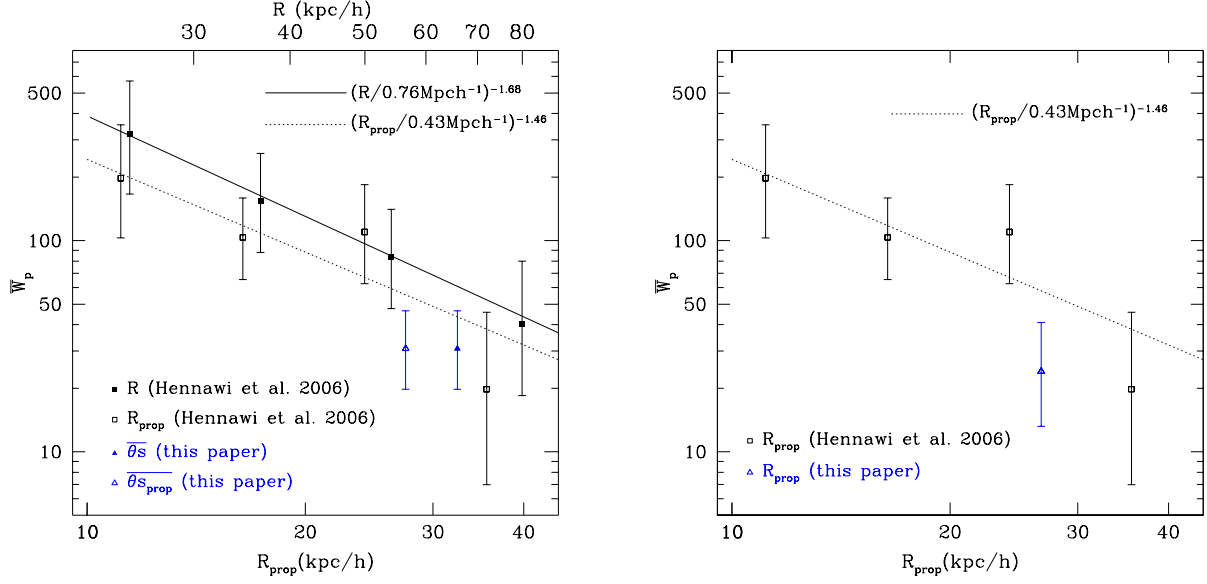 R (kpc/h)
30 40 50 60 70 80
(R/0.76Mpch⁻¹)⁻¹·⁶⁸
(R_prop/0.43Mpch⁻¹)⁻¹·⁴⁶
500
100
50
10
W̅_p
R (Hennawi et al. 2006)
R_prop (Hennawi et al. 2006)
θs (this paper)
θs_prop (this paper)
10 20 30 40
R_prop(kpc/h)
(R_prop/0.43Mpch⁻¹)⁻¹·⁴⁶
500
100
50
10
W̅_p
R_prop (Hennawi et al. 2006)
R_prop (this paper)
10 20 30 40
R_prop(kpc/h)